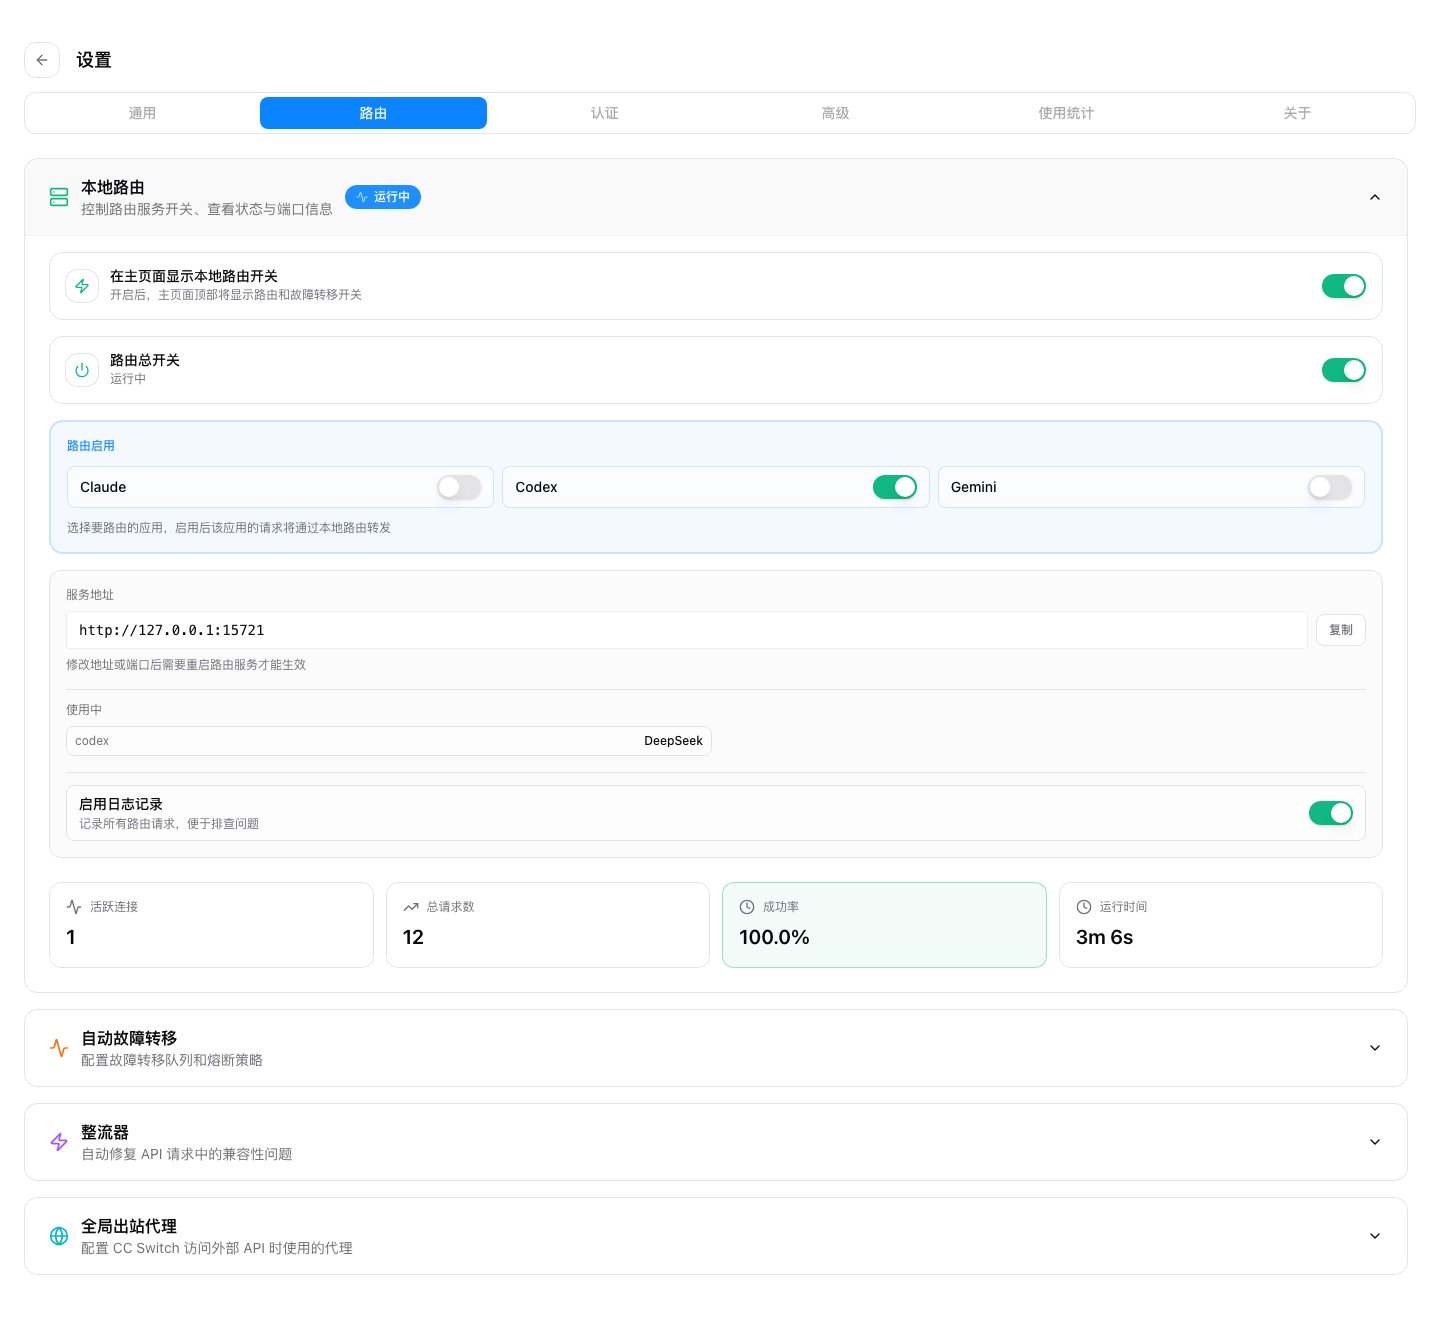 设置
通用
路由
认证
高级
使用统计
关于
本地路由
控制路由服务开关、查看状态与端口信息
运行中
在主页面显示本地路由开关
开启后，主页面顶部将显示路由和故障转移开关
路由总开关
运行中
路由启用
Claude
Codex
Gemini
选择要路由的应用，启用后该应用的请求将通过本地路由转发
服务地址
http://127.0.0.1:15721
复制
修改地址或端口后需要重启路由服务才能生效
使用中
codex
DeepSeek
启用日志记录
记录所有路由请求，便于排查问题
活跃连接
1
总请求数
12
成功率
100.0%
运行时间
3m 6s
自动故障转移
配置故障转移队列和熔断策略
整流器
自动修复 API 请求中的兼容性问题
全局出站代理
配置 CC Switch 访问外部 API 时使用的代理